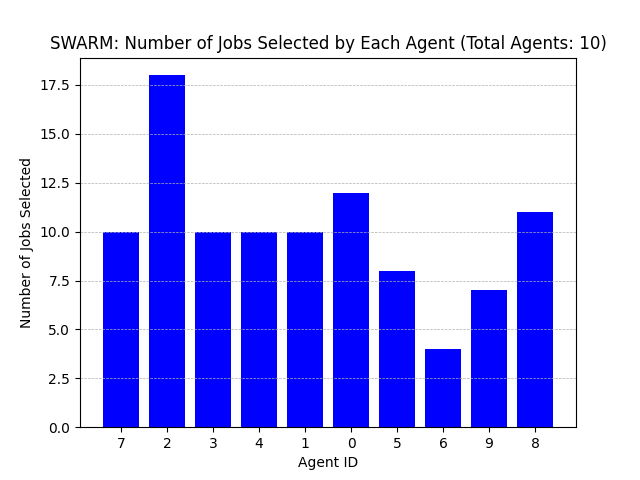 SWARM: Number of Jobs Selected by Each Agent (Total Agents: 10)
Number of Jobs Selected
17.5
15.0
12.5
10.0
7.5
5.0
2.5
0.0
7 2 3 4 1 0 5 6 9 8
Agent ID